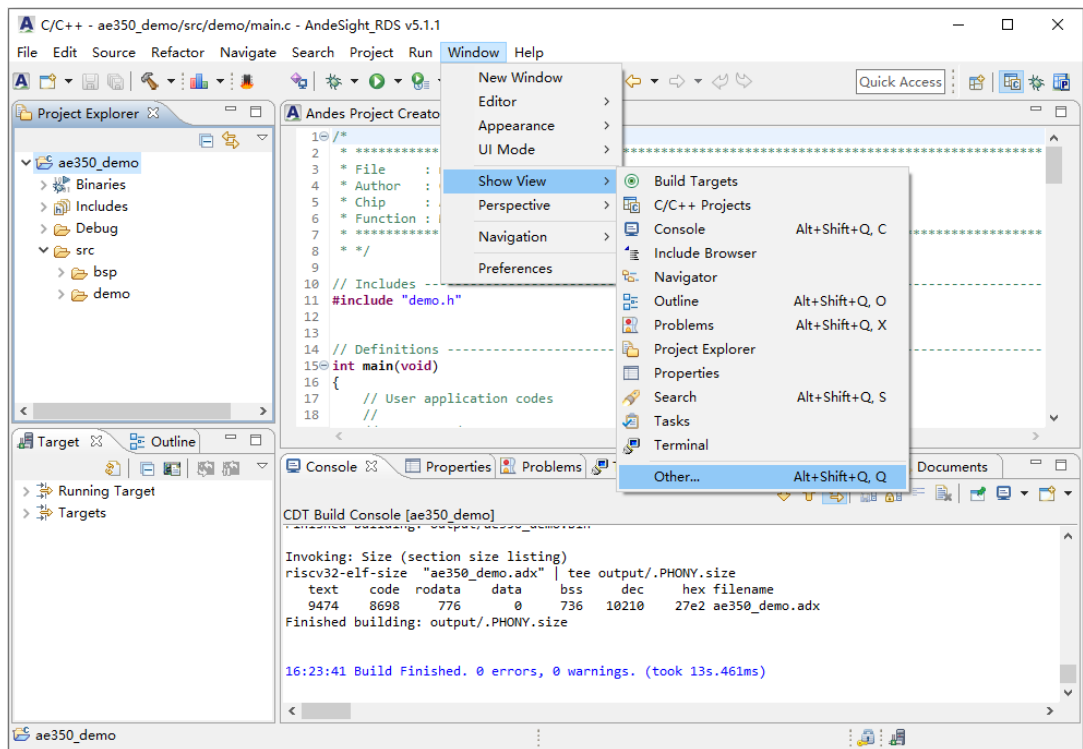 C/C++ - ae350_demo/src/demo/main.c - AndeSight_RDS v5.1.1
File Edit Source Refactor Navigate Search Project Run Window Help
Quick Access
New Window
Editor
Appearance
UI Mode
Show View
Perspective
Navigation
Preferences
Build Targets
C/C++ Projects
Console Alt+Shift+Q, C
Include Browser
Navigator
Outline Alt+Shift+Q, O
Problems Alt+Shift+Q, X
Project Explorer
Properties
Search Alt+Shift+Q, S
Tasks
Terminal
Other... Alt+Shift+Q, Q
Project Explorer
ae350_demo
Binaries
Includes
Debug
src
bsp
demo
Andes Project Creato
1 /*
2 * ***********
3 * File :
4 * Author :
5 * Chip :
6 * Function :
7 * ***********
8 * */
9
10 // Includes
11 #include "demo.h"
12
13
14 // Definitions
15 int main(void)
16 {
17 // User application codes
18 //
Target Outline
Running Target
Targets
Console Properties Problems Documents
CDT Build Console [ae350_demo]
Finished building: output/ae350_demo.bin
Invoking: Size (section size listing)
riscv32-elf-size "ae350_demo.adx" | tee output/.PHONY.size
text code rodata data bss dec hex filename
9474 8698 776 0 736 10210 27e2 ae350_demo.adx
Finished building: output/.PHONY.size
16:23:41 Build Finished. 0 errors, 0 warnings. (took 13s.461ms)
ae350_demo